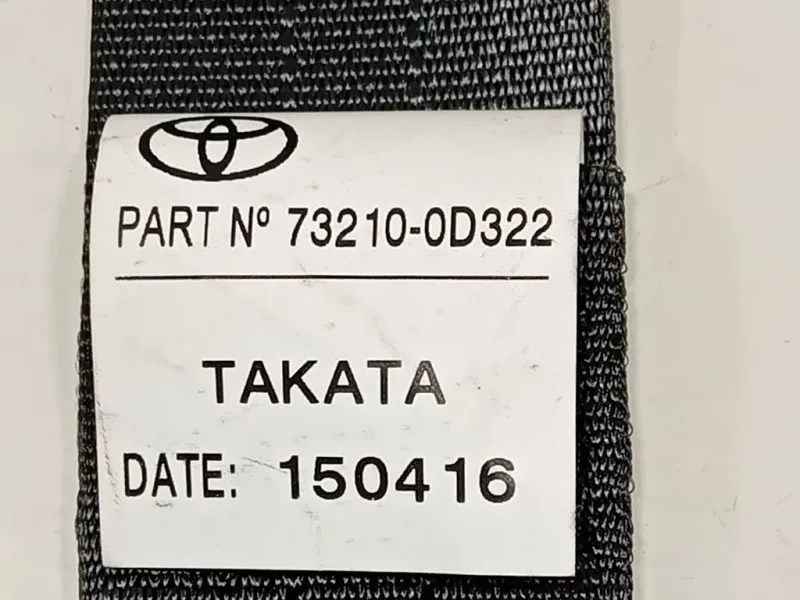 PART Nº 73210-0D322
TAKATA
DATE: 150416